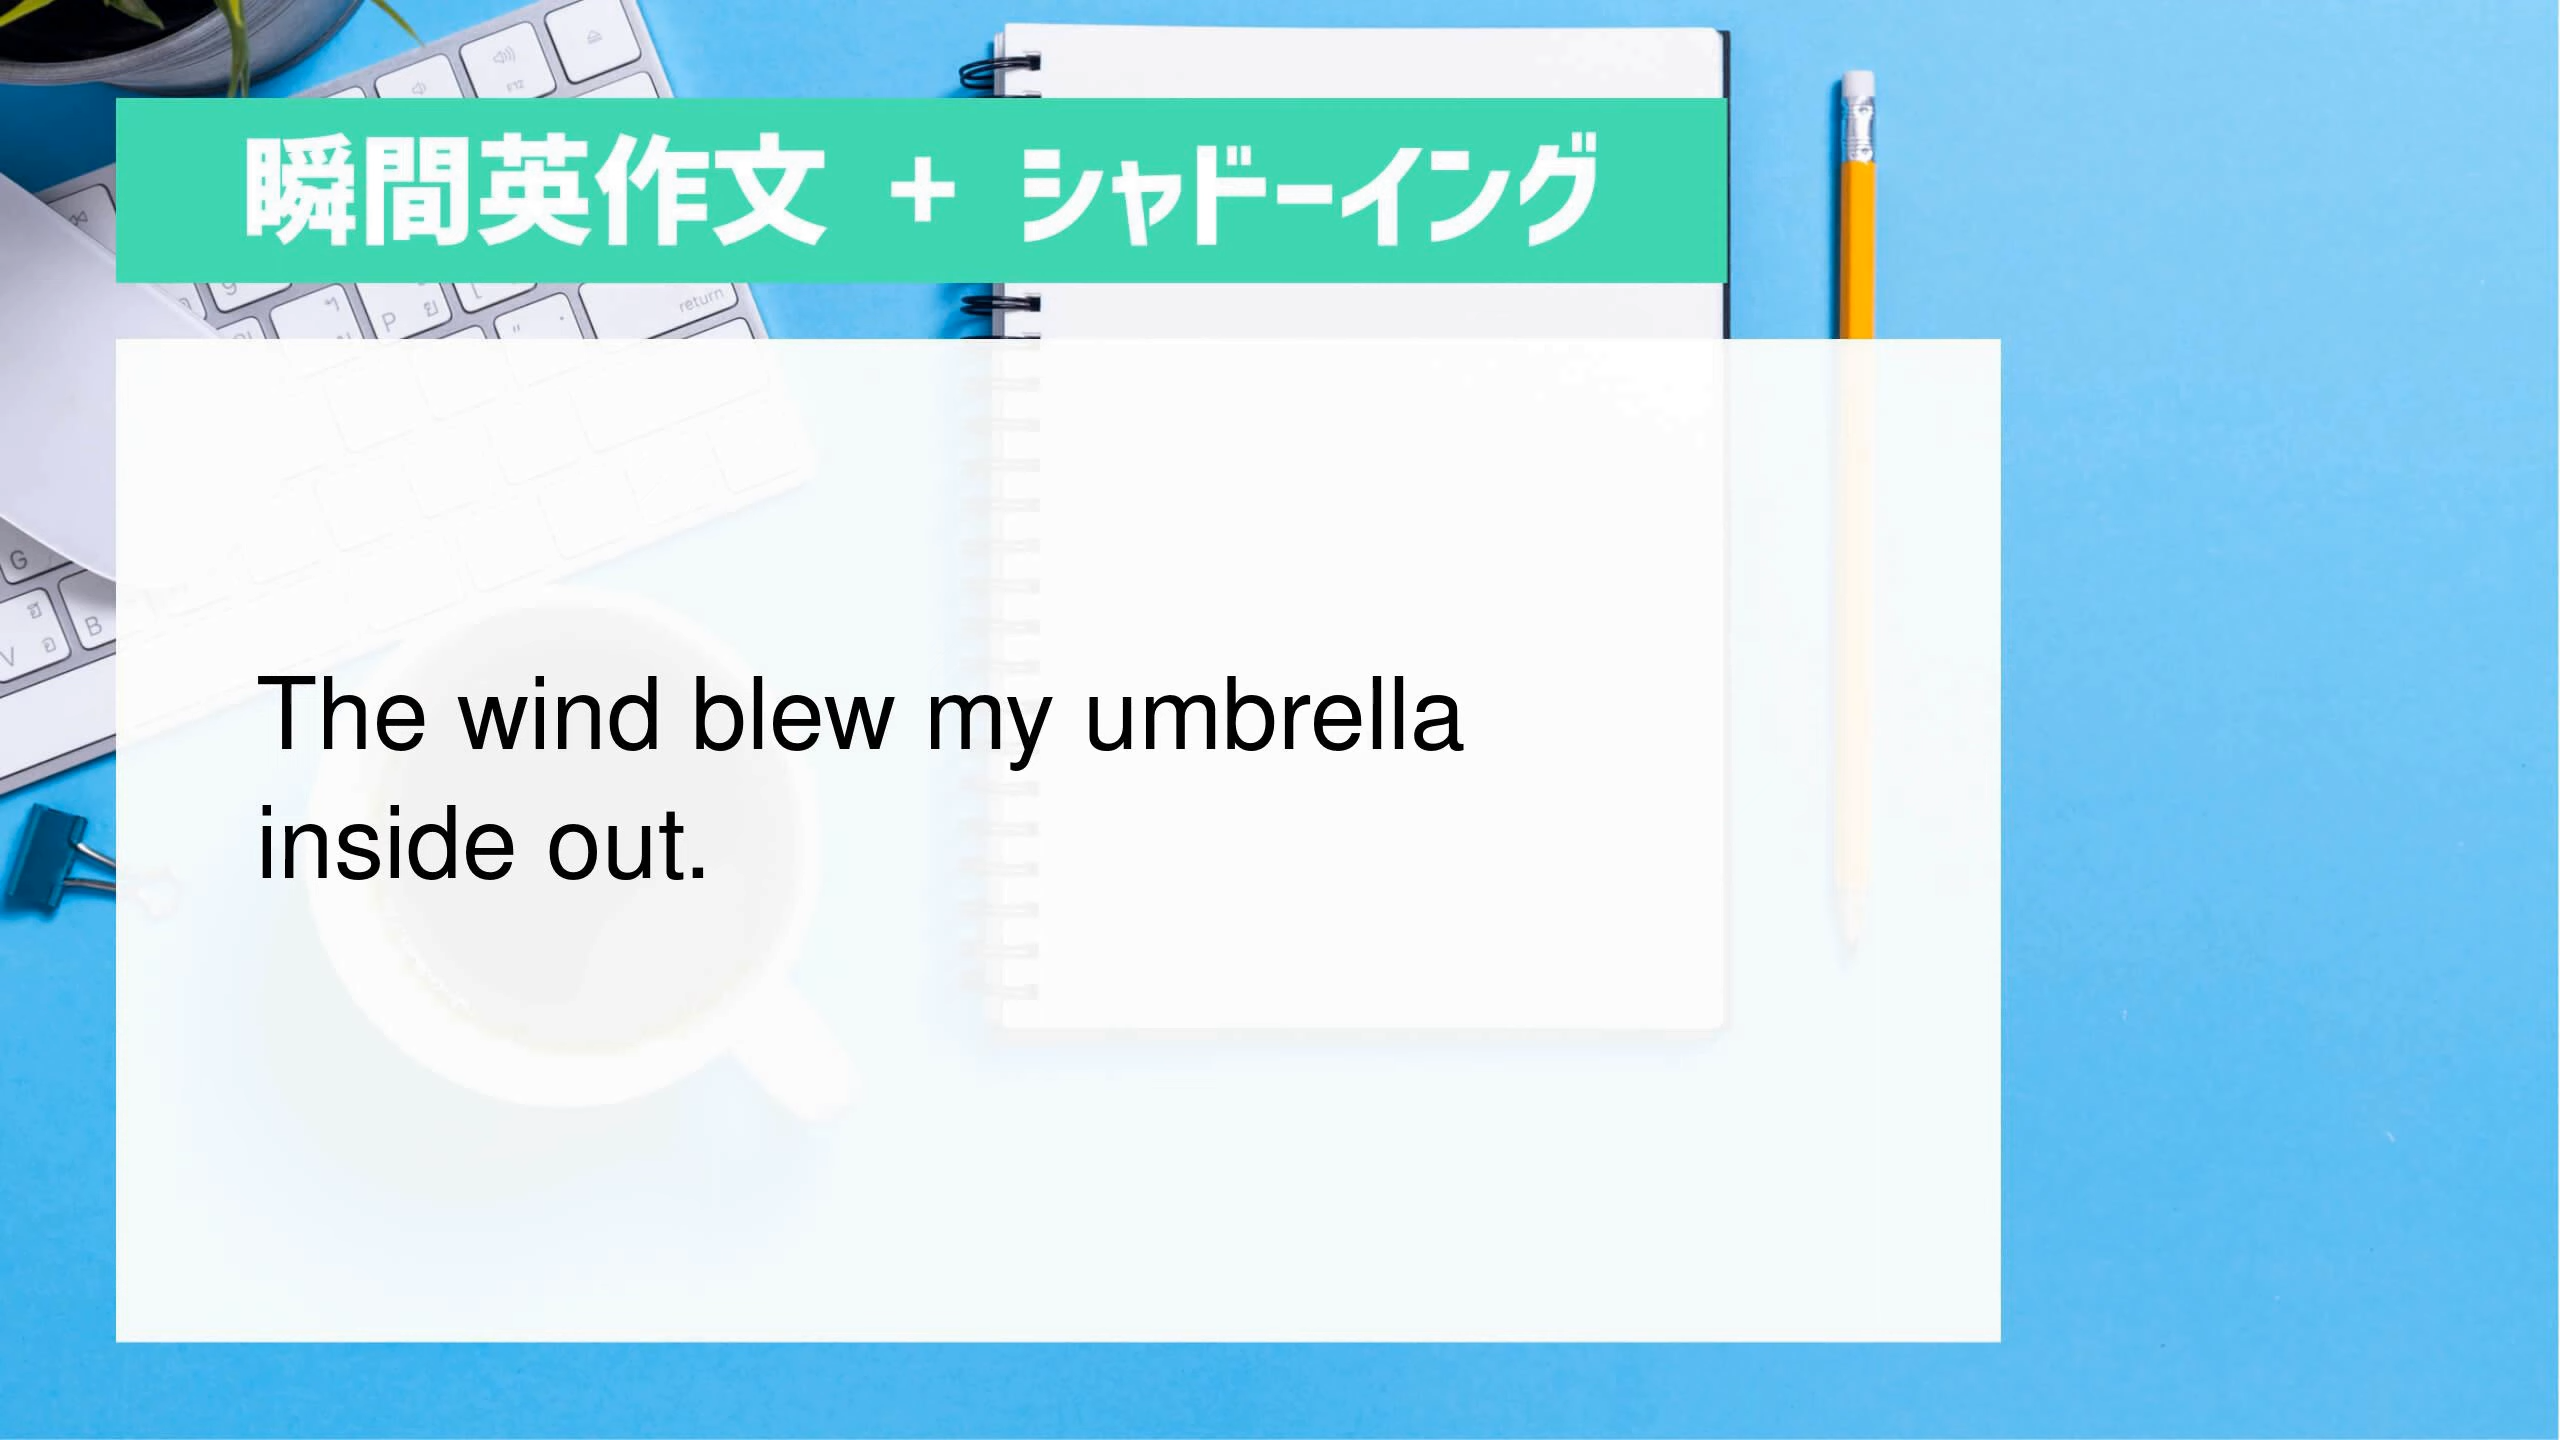 瞬間英作文 + シャドーイング
The wind blew my umbrella
inside out.